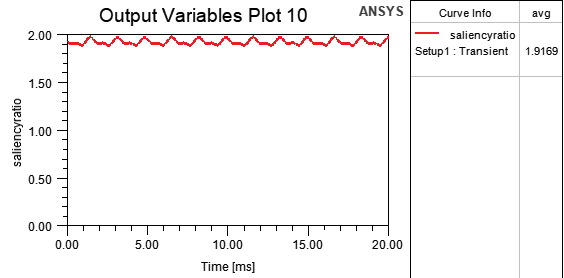 Output Variables Plot 10
ANSYS
Curve Info avg
saliencyratio
Setup1 : Transient 1.9169
2.00
1.50
1.00
0.50
0.00
saliencyratio
0.00 5.00 10.00 15.00 20.00
Time [ms]